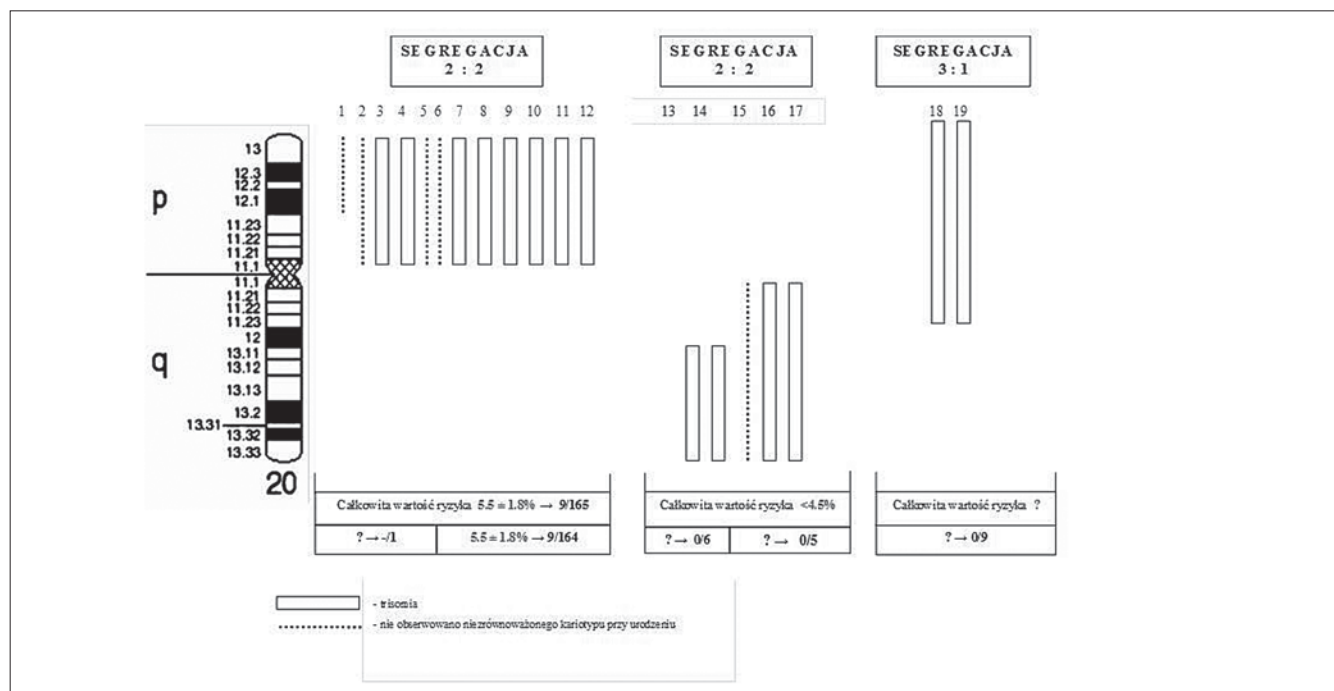 SEGREGACJA
2 : 2
SEGREGACJA
2 : 2
SEGREGACJA
3 : 1
1 2 3 4 5 6 7 8 9 10 11 12
13 14 15 16 17
18 19
p
13
12.3
12.2
12.1
11.23
11.22
11.21
11.1
q
11.1
11.21
11.22
11.23
12
13.11
13.12
13.13
13.2
13.31
13.32
13.33
20
Całkowita wartość ryzyka 5.5 ± 1.8% → 9/165
? → -/1
5.5 ± 1.8% → 9/164
Całkowita wartość ryzyka <4.5%
? → 0/6
? → 0/5
Całkowita wartość ryzyka ?
? → 0/9
- trisomia
- nie obserwowano niezrównoważonego kariotypu przy urodzeniu